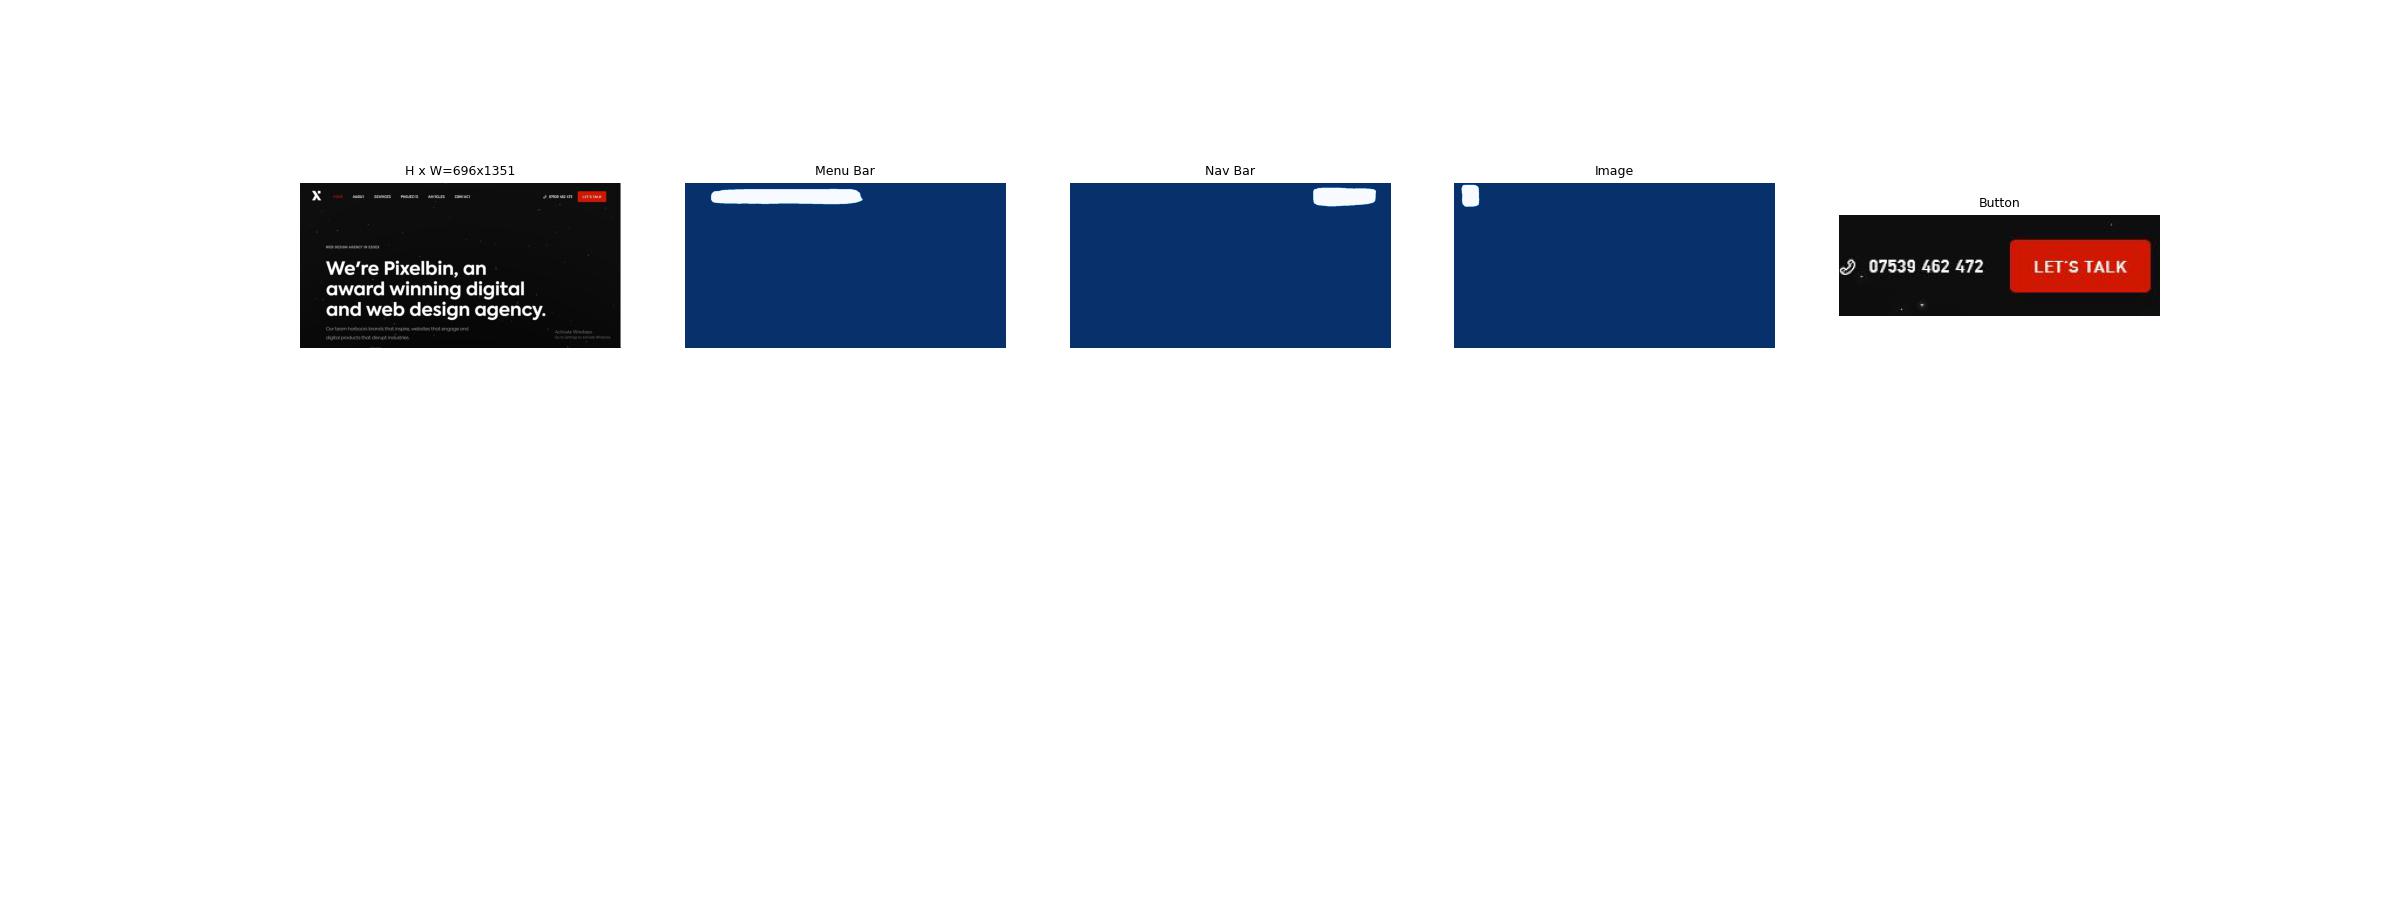 H x W=696x1351
Menu Bar
Nav Bar
Image
Button
HOME ABOUT SERVICES PROJECTS ARTICLES CONTACT
07539 462 472 LET'S TALK
WEB DESIGN AGENCY IN ESSEX
We're Pixelbin, an
award winning digital
and web design agency.
Our team harbours brands that inspire, websites that engage and
digital products that disrupt industries.
Activate Windows
Go to Settings to activate Windows.
07539 462 472 LET'S TALK